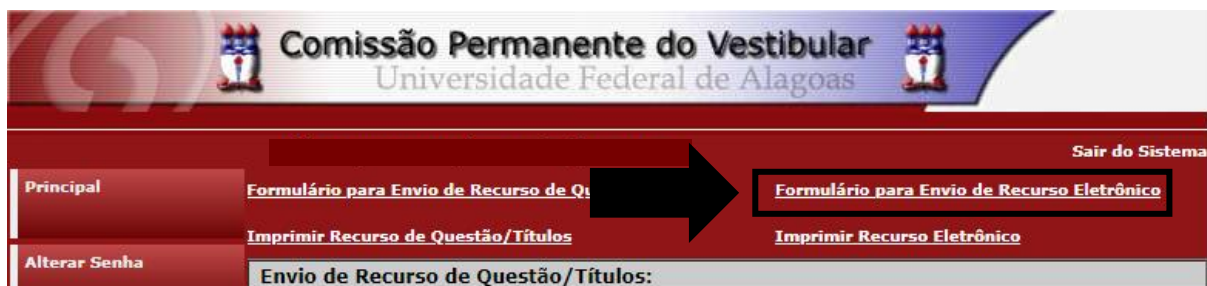 Comissão Permanente do Vestibular
Universidade Federal de Alagoas
Sair do Sistema
Principal
Formulário para Envio de Recurso de
Formulário para Envio de Recurso Eletrônico
Imprimir Recurso de Questão/Títulos
Imprimir Recurso Eletrônico
Alterar Senha
Envio de Recurso de Questão/Títulos: